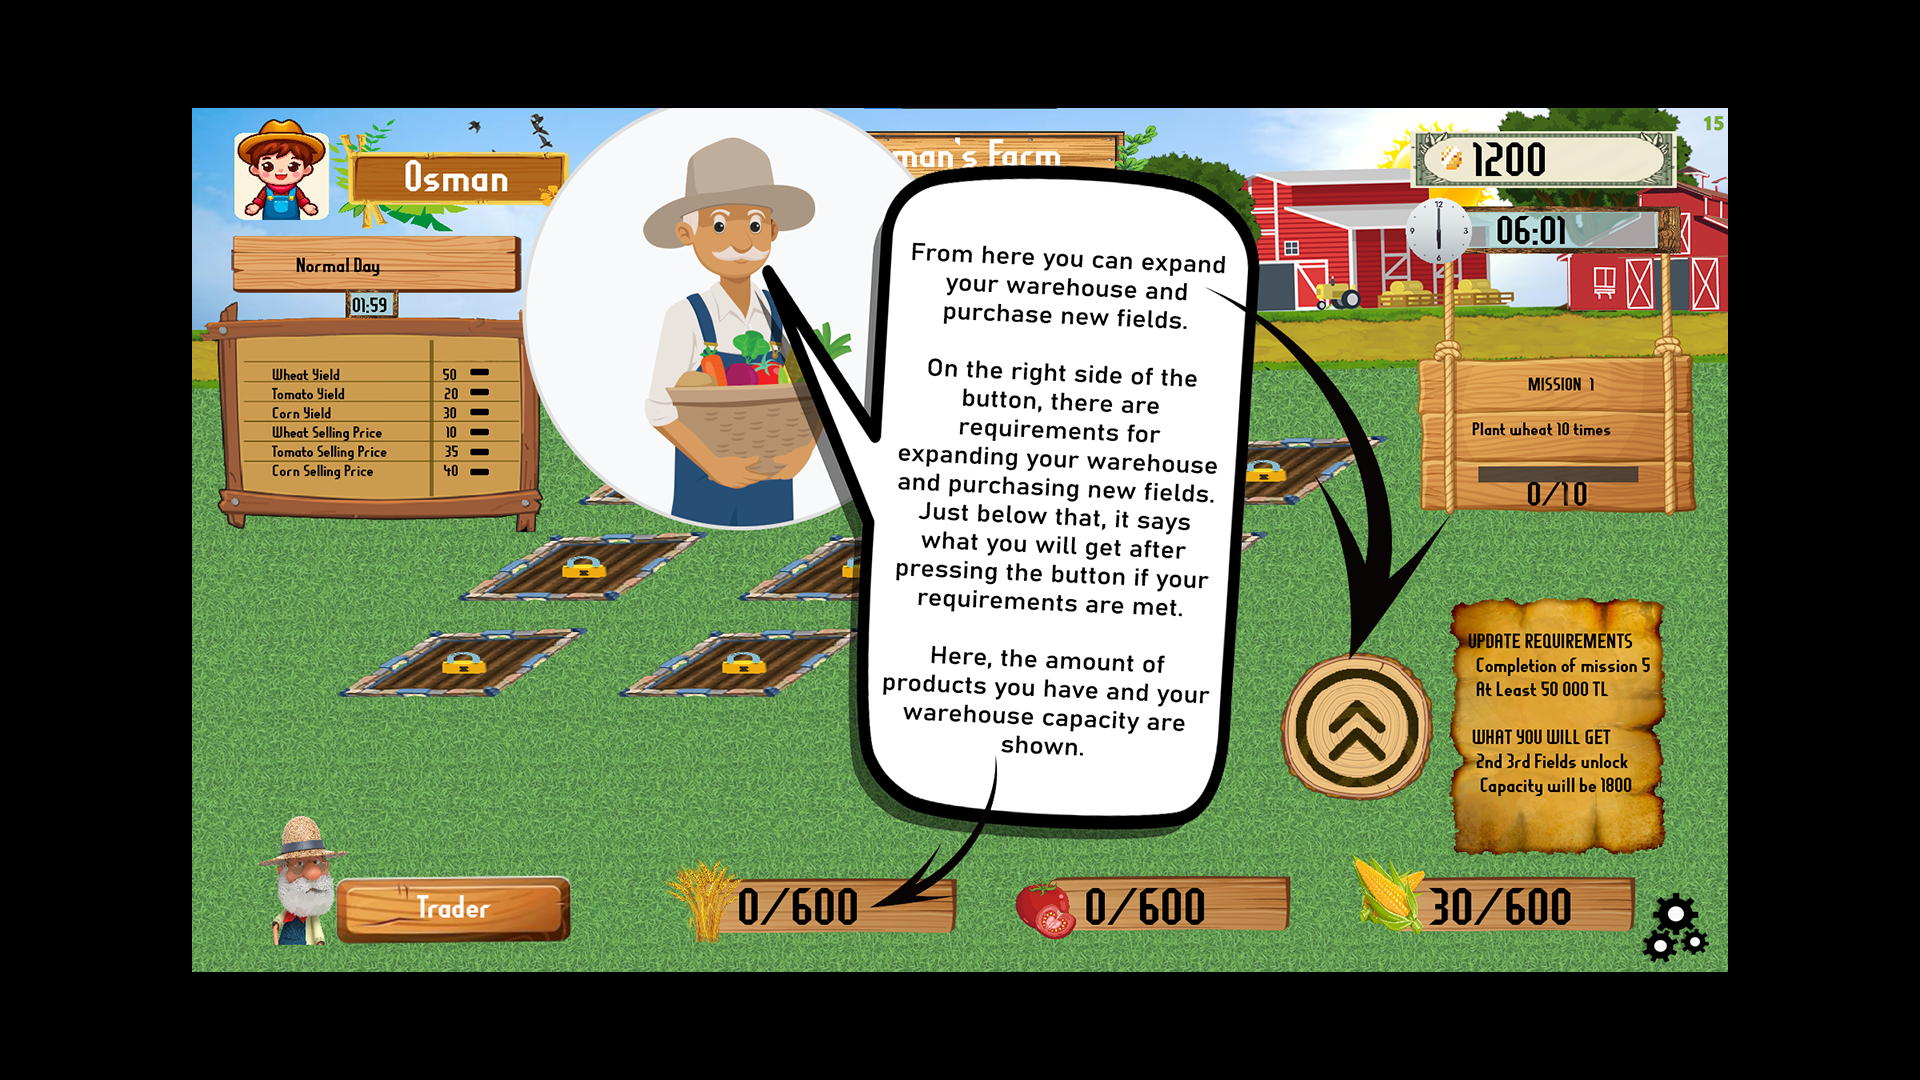 15
Osman
man's Farm
1200
06:01
12
3
6
9
Normal Day
01:59
Wheat Yield 50
Tomato Yield 20
Corn Yield 30
Wheat Selling Price 10
Tomato Selling Price 35
Corn Selling Price 40
From here you can expand
your warehouse and
purchase new fields.
On the right side of the
button, there are
requirements for
expanding your warehouse
and purchasing new fields.
Just below that, it says
what you will get after
pressing the button if your
requirements are met.
Here, the amount of
products you have and your
warehouse capacity are
shown.
MISSION 1
Plant wheat 10 times
0/10
UPDATE REQUIREMENTS
Completion of mission 5
At Least 50 000 TL
WHAT YOU WILL GET
2nd 3rd Fields unlock
Capacity will be 1800
Trader
0/600
0/600
30/600